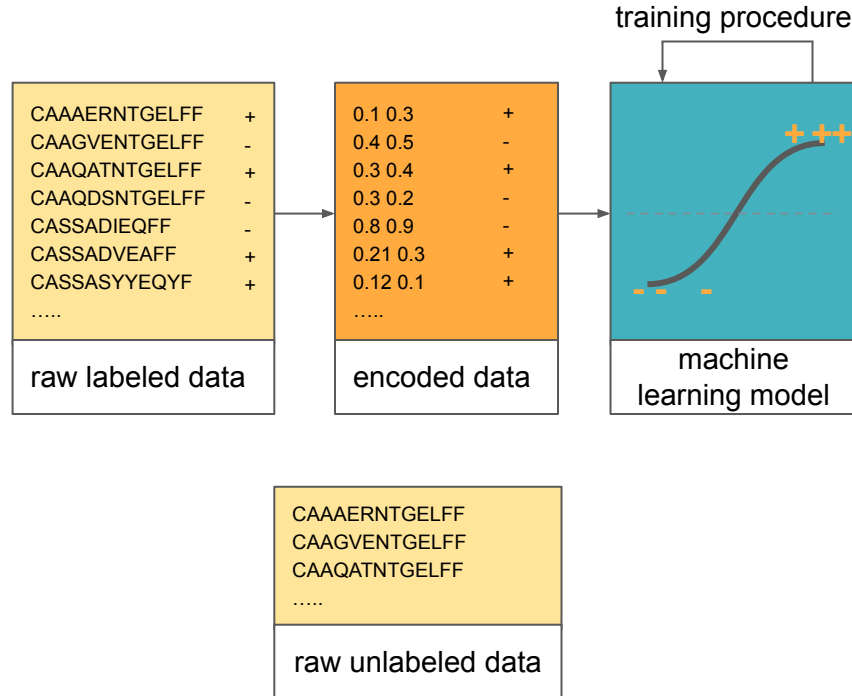 training procedure
CAAAERNTGELFF +
CAAGVENTGELFF -
CAAQATNTGELFF +
CAAQDSNTGELFF -
CASSADIEQFF -
CASSADVEAFF +
CASSASYYEQYF +
.....
raw labeled data
0.1 0.3 +
0.4 0.5 -
0.3 0.4 +
0.3 0.2 -
0.8 0.9 -
0.21 0.3 +
0.12 0.1 +
.....
encoded data
+ ++
- - -
machine
learning model
CAAAERNTGELFF
CAAGVENTGELFF
CAAQATNTGELFF
.....
raw unlabeled data